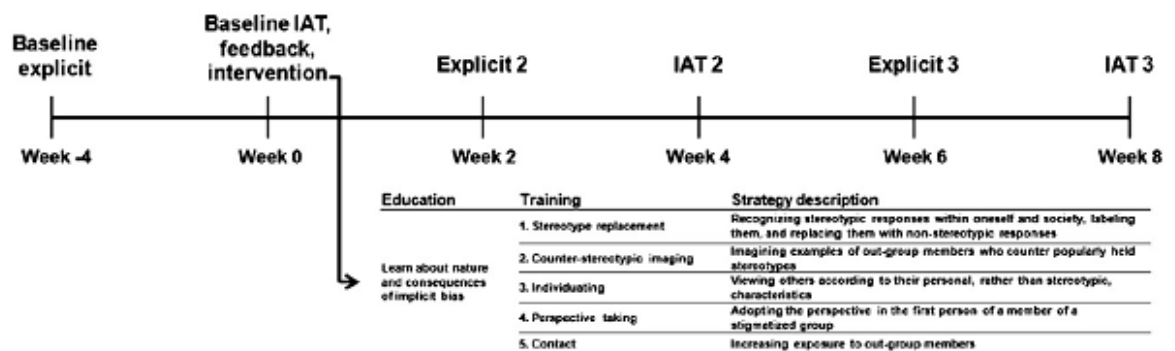 Baseline
explicit
Baseline IAT,
feedback,
intervention
Explicit 2
IAT 2
Explicit 3
IAT 3
Week -4
Week 0
Week 2
Week 4
Week 6
Week 8
Education
Training
Strategy description
Learn about nature
and consequences
of implicit bias
1. Stereotype replacement
Recognizing stereotypic responses within oneself and society, labeling
them, and replacing them with non-stereotypic responses
2. Counter-stereotypic imaging
Imagining examples of out-group members who counter popularly held
stereotypes
3. Individuating
Viewing others according to their personal, rather than stereotypic,
characteristics
4. Perspective taking
Adopting the perspective in the first person of a member of a
stigmatized group
5. Contact
Increasing exposure to out-group members